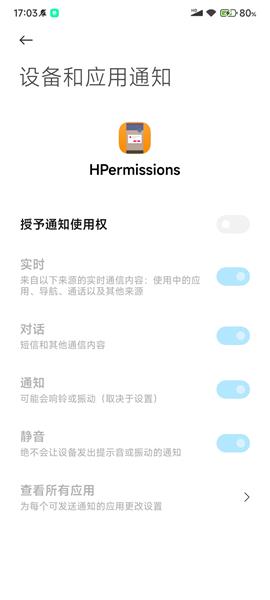 17:03
80%
设备和应用通知
HPermissions
授予通知使用权
实时
来自以下来源的实时通信内容：使用中的应
用、导航、通话以及其他来源
对话
短信和其他通信内容
通知
可能会响铃或振动（取决于设置）
静音
绝不会让设备发出提示音或振动的通知
查看所有应用
为每个可发送通知的应用更改设置